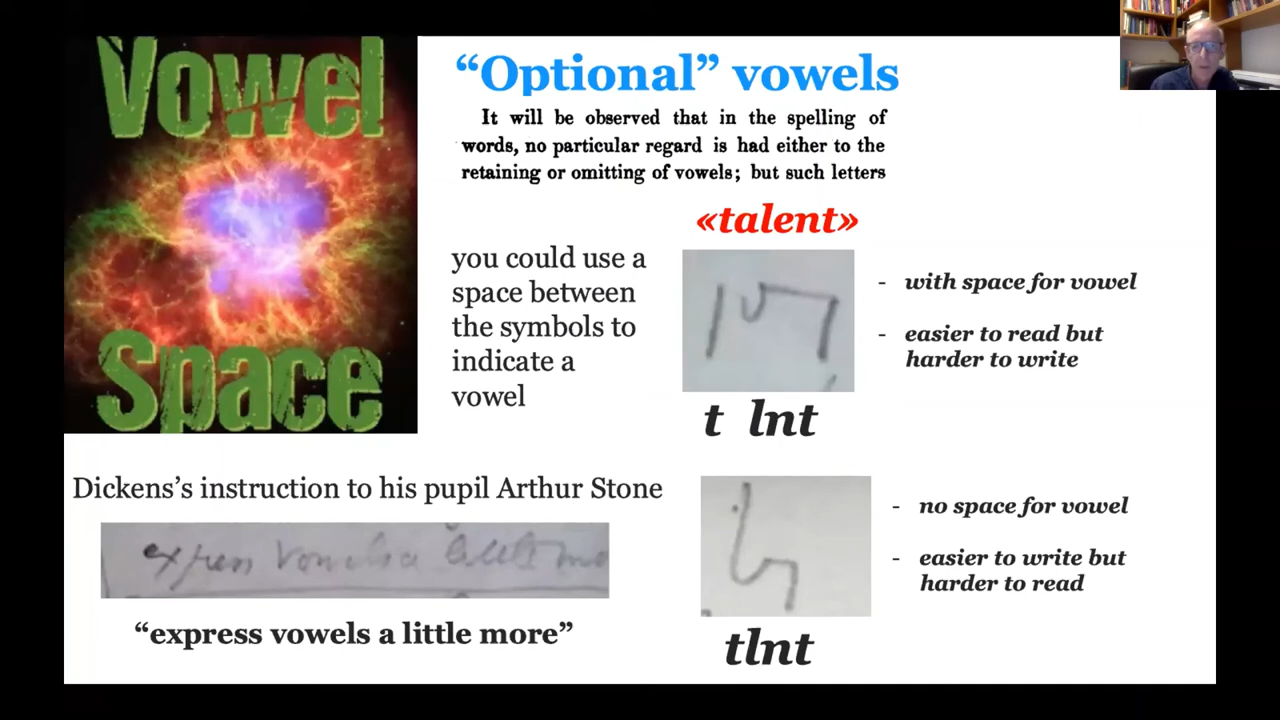 Vowel
Space
“Optional” vowels
It will be observed that in the spelling of
words, no particular regard is had either to the
retaining or omitting of vowels; but such letters
«talent»
you could use a
space between
the symbols to
indicate a
vowel
- with space for vowel
- easier to read but
harder to write
t lnt
Dickens’s instruction to his pupil Arthur Stone
express vowels a little mo
“express vowels a little more”
- no space for vowel
- easier to write but
harder to read
tlnt